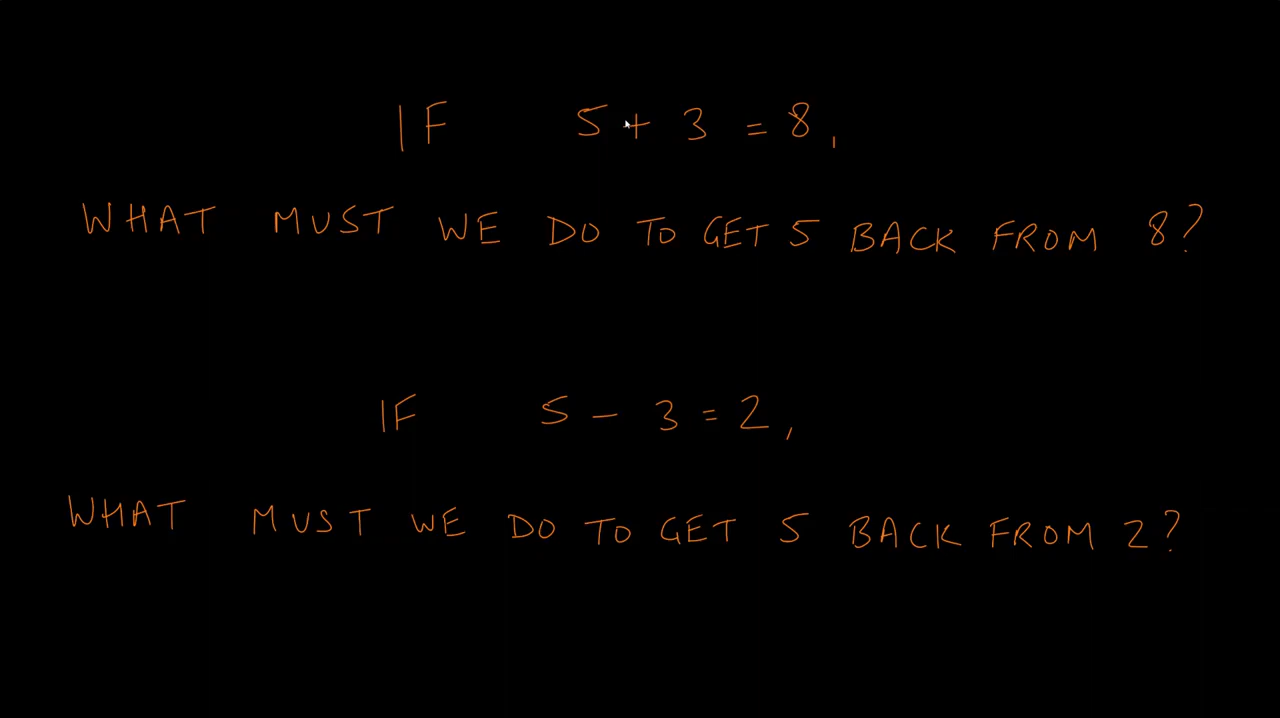 IF 5 + 3 = 8,
WHAT MUST WE DO TO GET 5 BACK FROM 8?
IF 5 - 3 = 2,
WHAT MUST WE DO TO GET 5 BACK FROM 2?